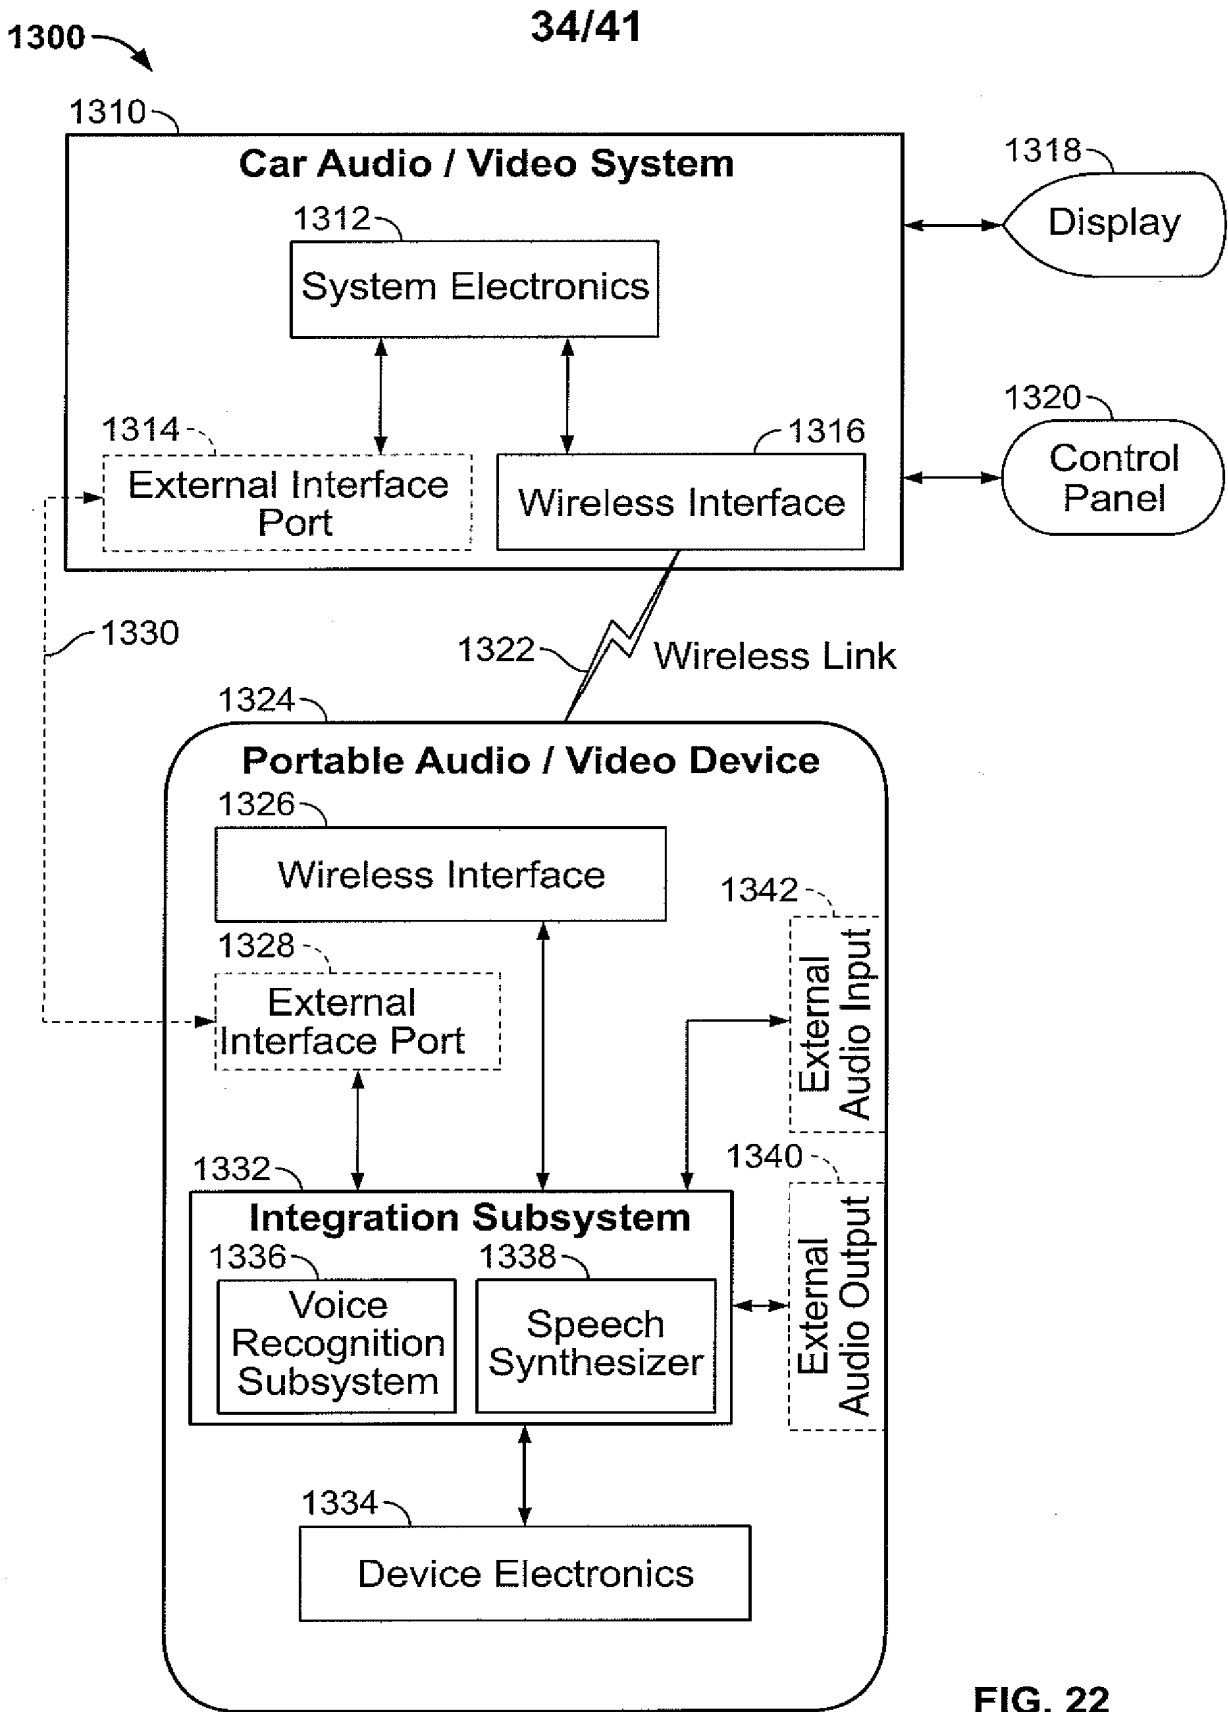 34/41
1300
1310
Car Audio / Video System
1318
Display
1312
System Electronics
1320
Control
Panel
1314
External Interface
Port
1316
Wireless Interface
1330
1322
Wireless Link
1324
Portable Audio / Video Device
1326
Wireless Interface
1342
External
Audio Input
1328
External
Interface Port
1340
External
Audio Output
1332
Integration Subsystem
1336
Voice
Recognition
Subsystem
1338
Speech
Synthesizer
1334
Device Electronics
FIG. 22